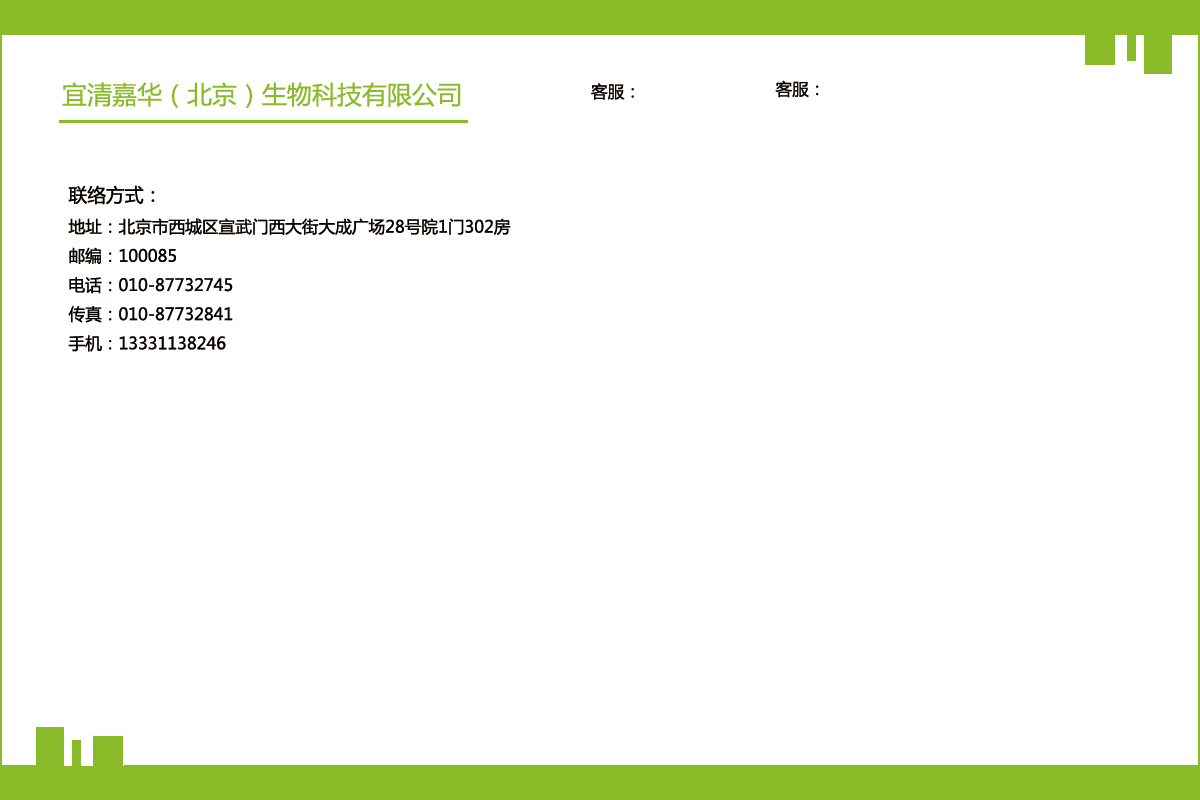 宜清嘉华（北京）生物科技有限公司
客服：
客服：
联络方式：
地址：北京市西城区宣武门西大街大成广场28号院1门302房
邮编：100085
电话：010-87732745
传真：010-87732841
手机：13331138246